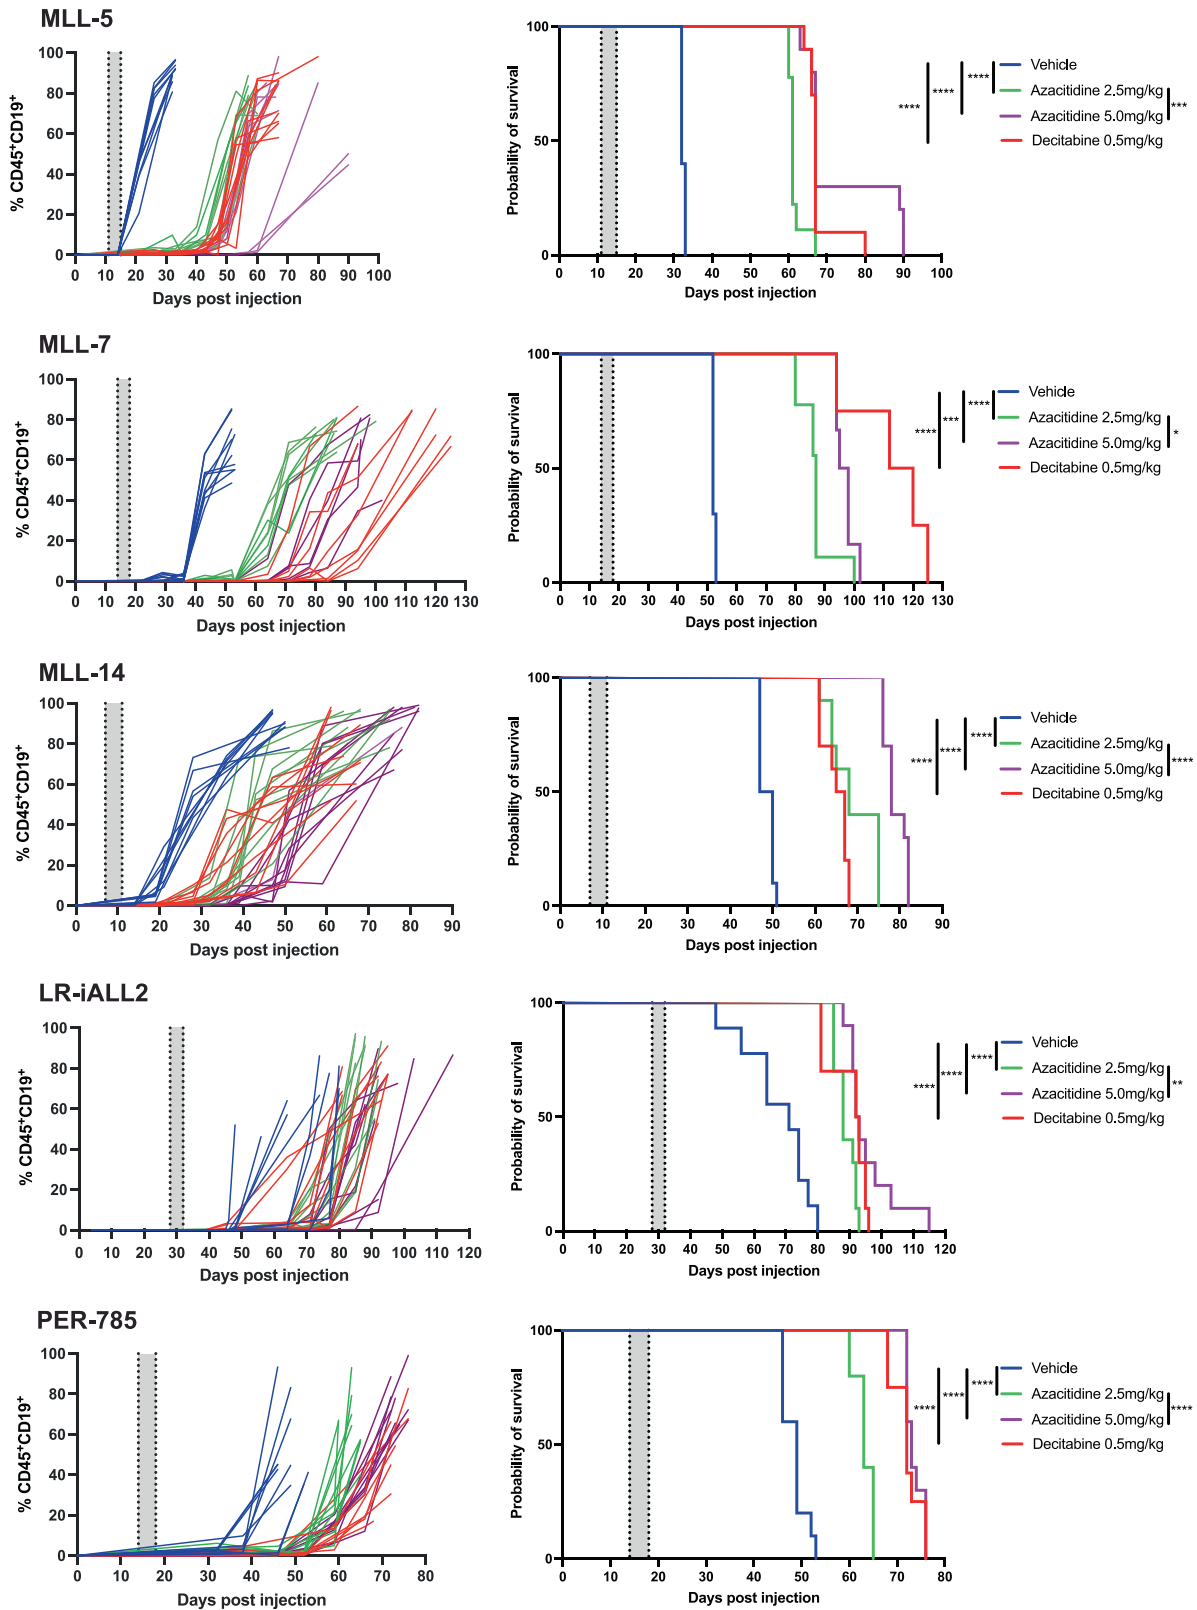 MLL-5
% CD45+CD19+
100
80
60
40
20
0
0 10 20 30 40 50 60 70 80 90 100
Days post injection
Probability of survival
100
50
0
0 10 20 30 40 50 60 70 80 90 100
Days post injection
**** **** **** Vehicle
Azacitidine 2.5mg/kg
Azacitidine 5.0mg/kg ***
Decitabine 0.5mg/kg
MLL-7
% CD45+CD19+
100
80
60
40
20
0
0 10 20 30 40 50 60 70 80 90 100 110 120 130
Days post injection
Probability of survival
100
50
0
0 10 20 30 40 50 60 70 80 90 100 110 120 130
Days post injection
**** *** **** Vehicle
Azacitidine 2.5mg/kg
Azacitidine 5.0mg/kg *
Decitabine 0.5mg/kg
MLL-14
% CD45+CD19+
100
80
60
40
20
0
0 10 20 30 40 50 60 70 80 90
Days post injection
Probability of survival
100
50
0
0 10 20 30 40 50 60 70 80 90
Days post injection
**** **** **** Vehicle
Azacitidine 2.5mg/kg
Azacitidine 5.0mg/kg ****
Decitabine 0.5mg/kg
LR-iALL2
% CD45+CD19+
100
80
60
40
20
0
0 10 20 30 40 50 60 70 80 90 100 110 120
Days post injection
Probability of survival
100
50
0
0 10 20 30 40 50 60 70 80 90 100 110 120
Days post injection
**** **** **** Vehicle
Azacitidine 2.5mg/kg
Azacitidine 5.0mg/kg **
Decitabine 0.5mg/kg
PER-785
% CD45+CD19+
100
80
60
40
20
0
0 10 20 30 40 50 60 70 80
Days post injection
Probability of survival
100
50
0
0 10 20 30 40 50 60 70 80
Days post injection
**** **** **** Vehicle
Azacitidine 2.5mg/kg
Azacitidine 5.0mg/kg ****
Decitabine 0.5mg/kg